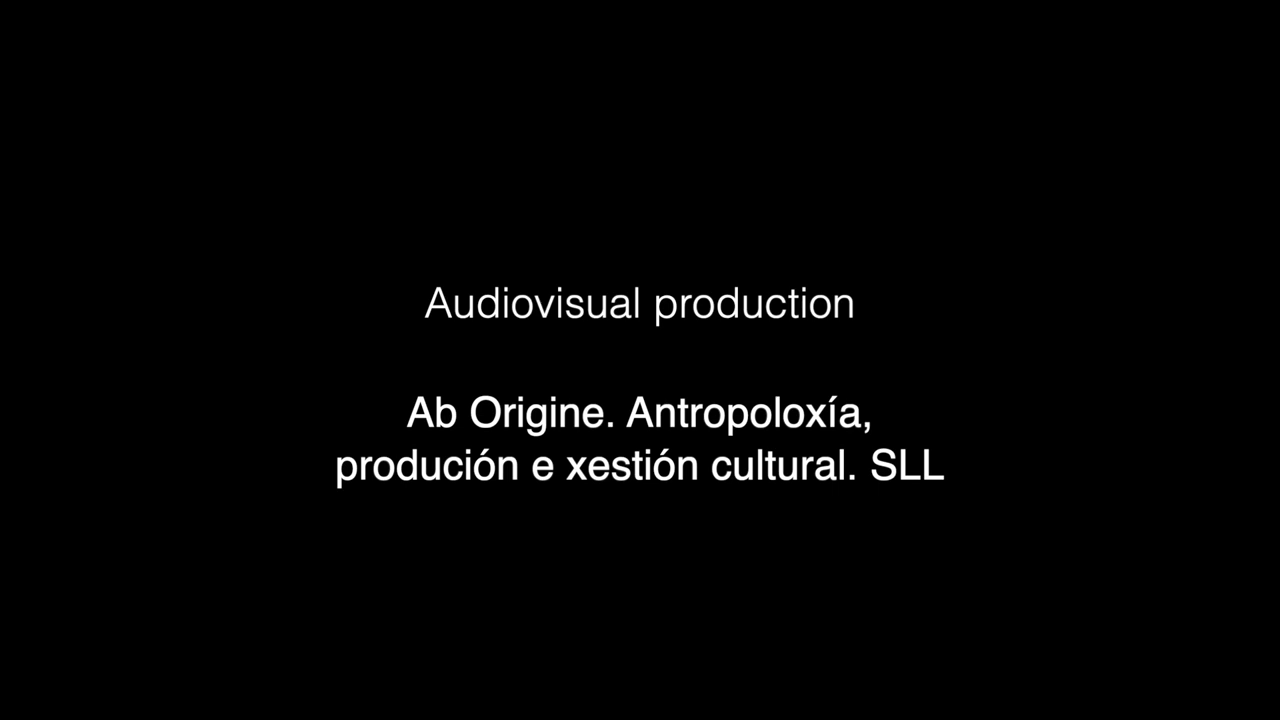 Audiovisual production
Ab Origine. Antropoloxía,
produción e xestión cultural. SLL